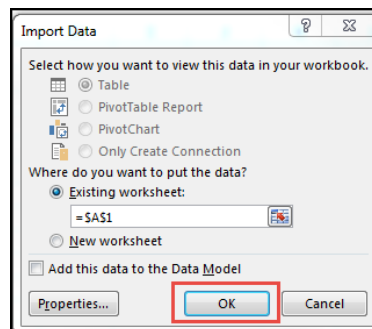 Import Data
?
Select how you want to view this data in your workbook.
Table
PivotTable Report
PivotChart
Only Create Connection
Where do you want to put the data?
Existing worksheet:
=$A$1
New worksheet
Add this data to the Data Model
Properties... OK Cancel